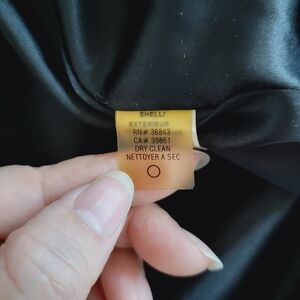 SHELL/
EXTERIEUR
RN# 38843
CA# 39861
DRY CLEAN
NETTOYER A SEC